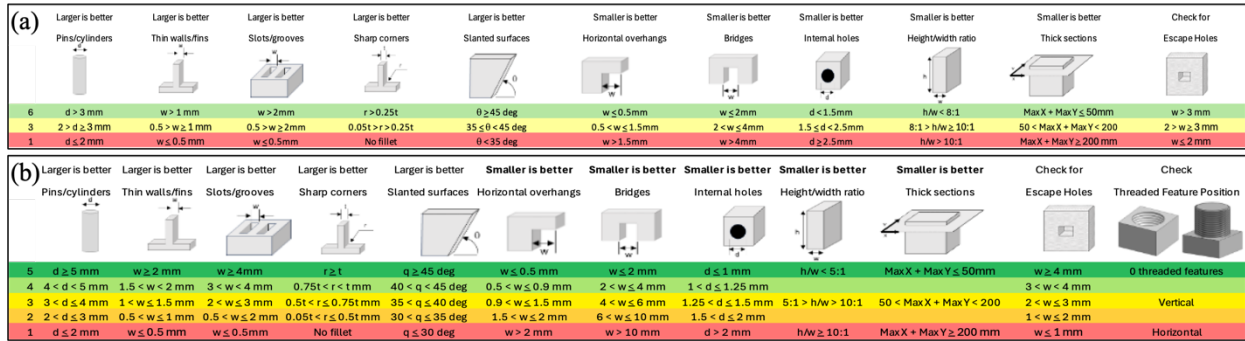 (a) Larger is better Larger is better Larger is better Larger is better Larger is better Smaller is better Smaller is better Smaller is better Smaller is better Smaller is better Check for
Pins/cylinders Thin walls/fins Slots/grooves Sharp corners Slanted surfaces Horizontal overhangs Bridges Internal holes Height/width ratio Thick sections Escape Holes
d w w t r θ w w d h w
6 d > 3 mm w > 1 mm w > 2mm r > 0.25t θ ≥ 45 deg w ≤ 0.5mm w ≤ 2mm d < 1.5mm h/w < 8:1 Max X + Max Y ≤ 50mm w > 3 mm
3 2 > d ≥ 3 mm 0.5 > w ≥ 1 mm 0.5 > w ≥ 2mm 0.05t > r > 0.25t 35 ≤ θ < 45 deg 0.5 < w ≤ 1.5mm 2 < w ≤ 4mm 1.5 ≤ d < 2.5mm 8:1 > h/w ≥ 10:1 50 < Max X + Max Y < 200 2 > w ≥ 3 mm
1 d ≤ 2 mm w ≤ 0.5 mm w ≤ 0.5mm No fillet θ < 35 deg w > 1.5mm w > 4mm d ≥ 2.5mm h/w > 10:1 Max X + Max Y ≥ 200 mm w ≤ 2 mm
(b) Larger is better Larger is better Larger is better Larger is better Larger is better Smaller is better Smaller is better Smaller is better Smaller is better Smaller is better Check for Check
Pins/cylinders Thin walls/fins Slots/grooves Sharp corners Slanted surfaces Horizontal overhangs Bridges Internal holes Height/width ratio Thick sections Escape Holes Threaded Feature Position
d w w t r θ w w d h w
5 d ≥ 5 mm w ≥ 2 mm w ≥ 4mm r ≥ t q ≥ 45 deg w ≤ 0.5 mm w ≤ 2 mm d ≤ 1 mm h/w < 5:1 Max X + Max Y ≤ 50mm w ≥ 4 mm 0 threaded features
4 4 < d < 5 mm 1.5 < w < 2 mm 3 < w < 4 mm 0.75t < r < t mm 40 < q < 45 deg 0.5 < w ≤ 0.9 mm 2 < w ≤ 4 mm 1 < d ≤ 1.25 mm 3 < w < 4 mm
3 3 < d ≤ 4 mm 1 < w ≤ 1.5 mm 2 < w ≤ 3 mm 0.5t < r ≤ 0.75t mm 35 < q ≤ 40 deg 0.9 < w ≤ 1.5 mm 4 < w ≤ 6 mm 1.25 < d ≤ 1.5 mm 5:1 > h/w > 10:1 50 < Max X + Max Y < 200 2 < w ≤ 3 mm Vertical
2 2 < d ≤ 3 mm 0.5 < w ≤ 1 mm 0.5 < w ≤ 2 mm 0.05t < r ≤ 0.5t mm 30 < q ≤ 35 deg 1.5 < w ≤ 2 mm 6 < w ≤ 10 mm 1.5 < d ≤ 2 mm 1 < w ≤ 2 mm
1 d ≤ 2 mm w ≤ 0.5 mm w ≤ 0.5mm No fillet q ≤ 30 deg w > 2 mm w > 10 mm d > 2 mm h/w ≥ 10:1 Max X + Max Y ≥ 200 mm w ≤ 1 mm Horizontal